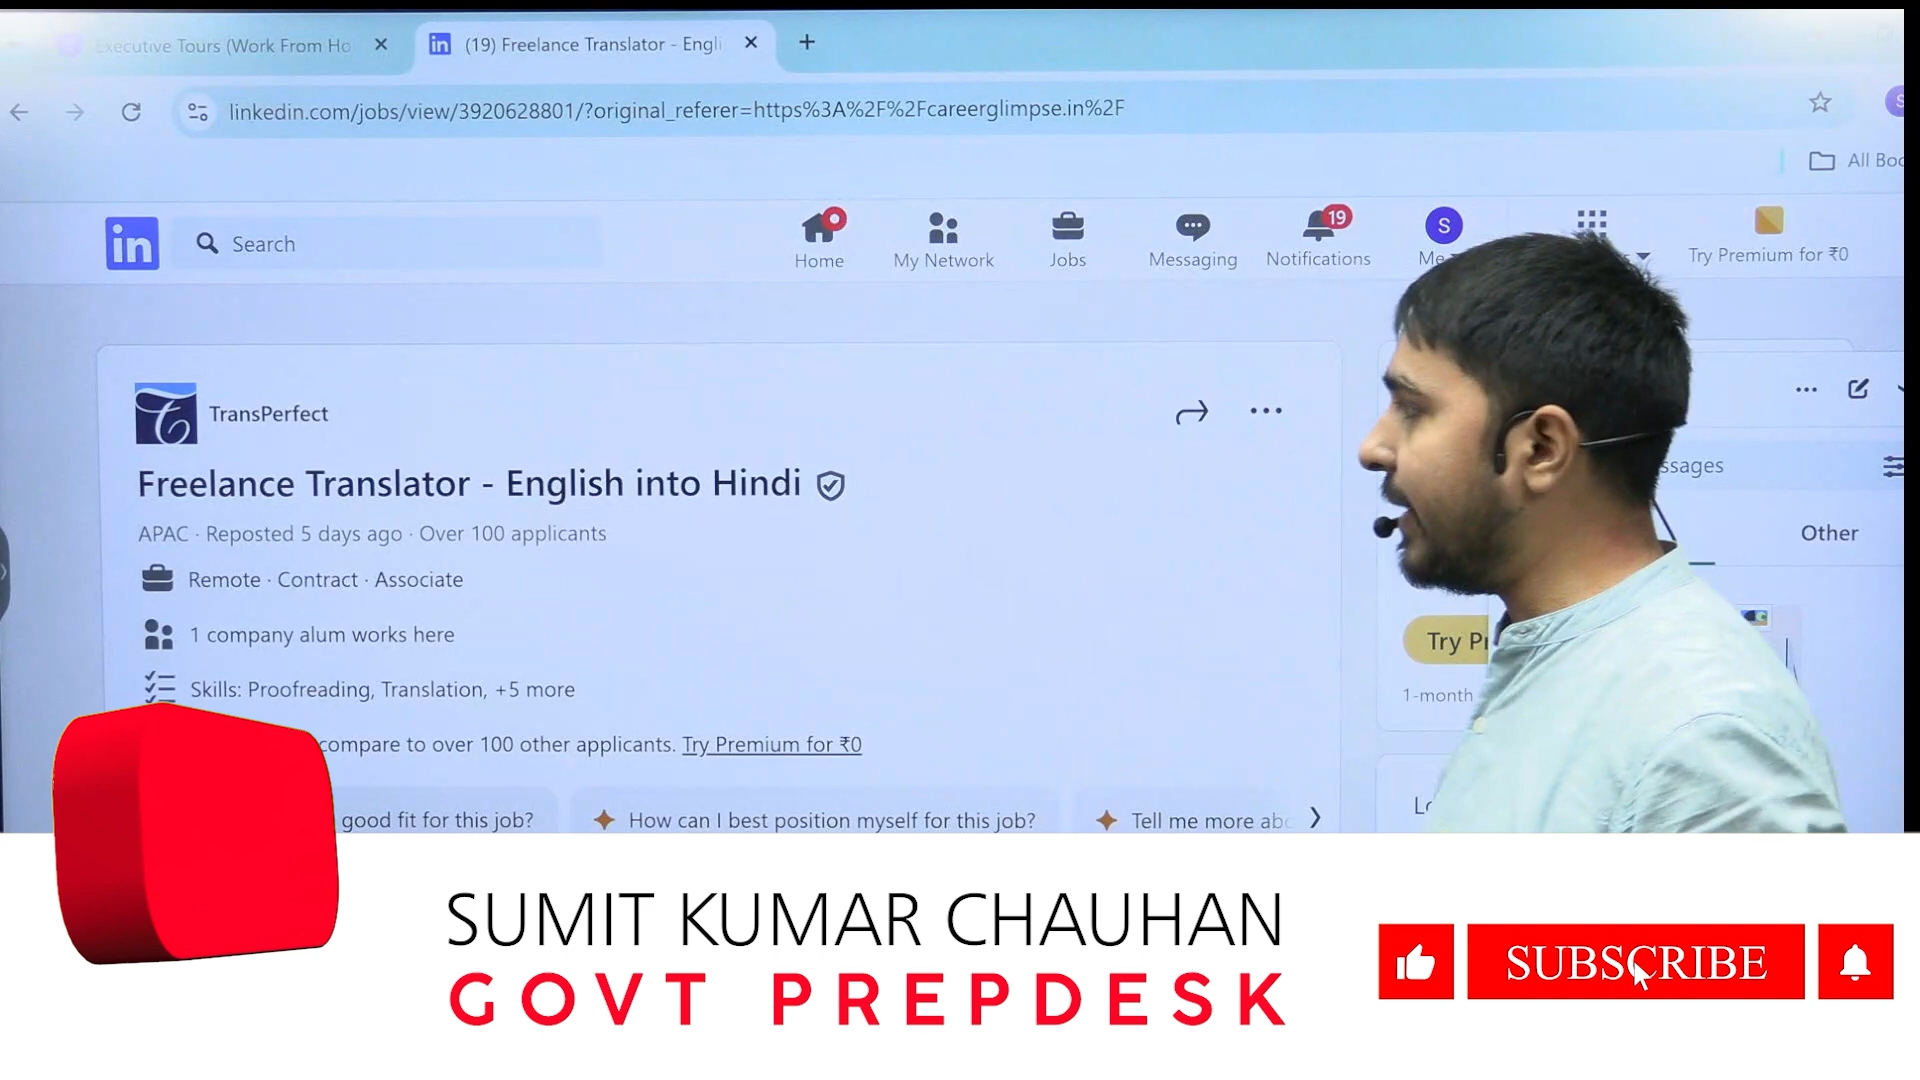 Executive Tours (Work From Ho
in (19) Freelance Translator - Engli
linkedin.com/jobs/view/3920628801/?original_referer=https%3A%2F%2Fcareerglimpse.in%2F
All Boo
in Search
Home
My Network
Jobs
Messaging
19
Notifications
S
Me
Try Premium for ₹0
TransPerfect
Freelance Translator - English into Hindi
APAC · Reposted 5 days ago · Over 100 applicants
Remote · Contract · Associate
1 company alum works here
Skills: Proofreading, Translation, +5 more
compare to over 100 other applicants. Try Premium for ₹0
good fit for this job?
How can I best position myself for this job?
Tell me more abo
ssages
Other
Try Pr
1-month
SUMIT KUMAR CHAUHAN
GOVT PREPDESK
SUBSCRIBE